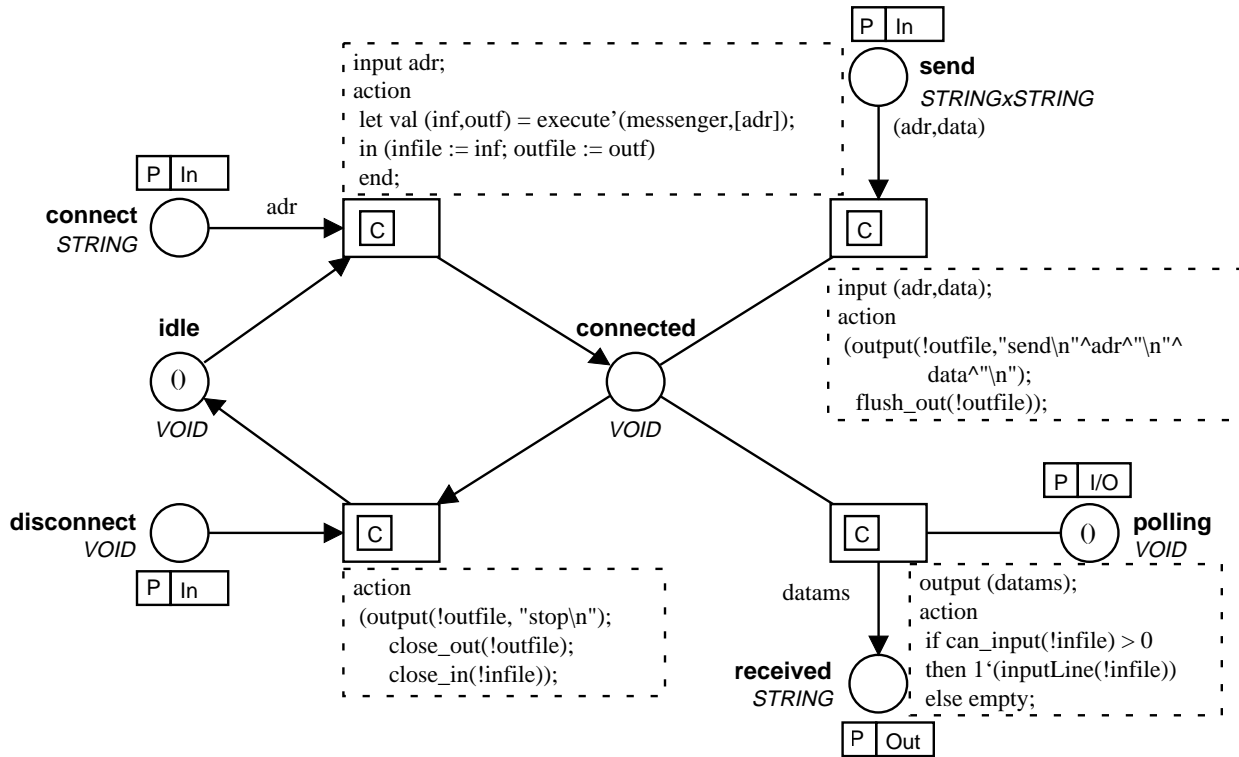 P In
send
STRINGxSTRING
(adr,data)
input adr;
action
let val (inf,outf) = execute’(messenger,[adr]);
in (infile := inf; outfile := outf)
end;
P In
connect
STRING
adr
C
C
input (adr,data);
action
(output(!outfile,"send\n"^adr^"\n"^
data^"\n");
flush_out(!outfile));
idle
()
VOID
connected
VOID
disconnect
VOID
P In
C
action
(output(!outfile, "stop\n");
close_out(!outfile);
close_in(!infile));
C
P I/O
()
polling
VOID
datams
output (datams);
action
if can_input(!infile) > 0
then 1‘(inputLine(!infile))
else empty;
received
STRING
P Out